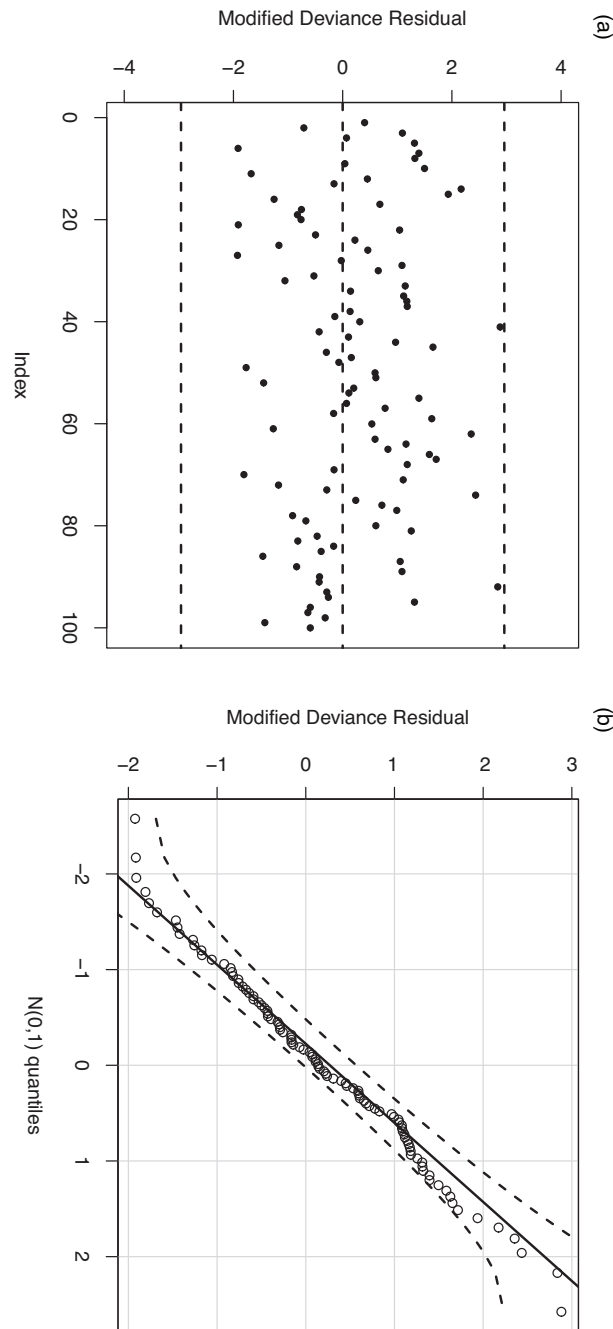 (a)
Modified Deviance Residual
−4 −2 0 2 4
0 20 40 60 80 100
Index
(b)
Modified Deviance Residual
−2 −1 0 1 2 3
−2 −1 0 1 2
N(0,1) quantiles